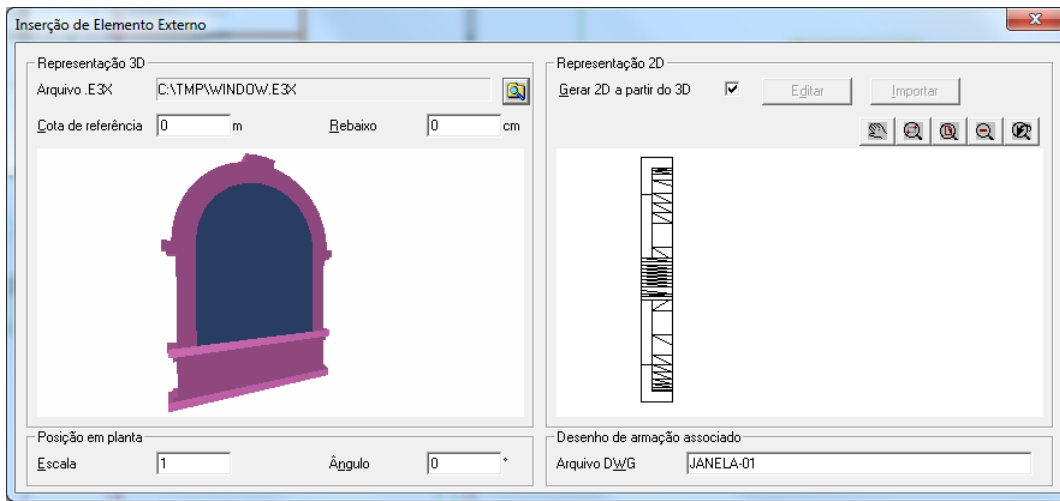 Inserção de Elemento Externo
Representação 3D
Arquivo .E3X C:\TMP\WINDOW.E3X
Cota de referência 0 m Rebaixo 0 cm
Posição em planta
Escala 1 Ângulo 0 °
Representação 2D
Gerar 2D a partir do 3D Editar Importar
Desenho de armação associado
Arquivo DWG JANELA-01